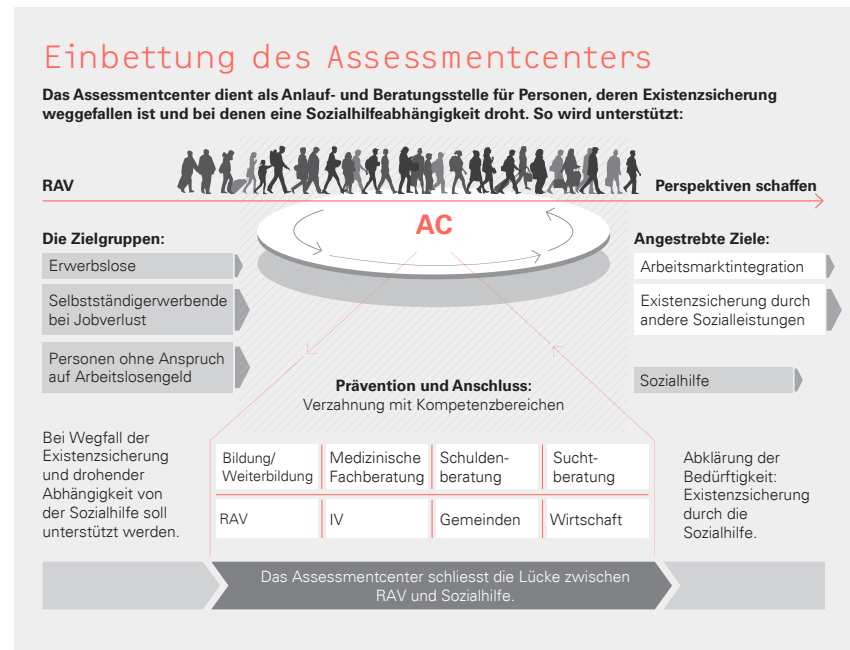 Einbettung des Assessmentcenters
Das Assessmentcenter dient als Anlauf- und Beratungsstelle für Personen, deren Existenzsicherung
weggefallen ist und bei denen eine Sozialhilfeabhängigkeit droht. So wird unterstützt:
RAV
Perspektiven schaffen
AC
Die Zielgruppen:
Erwerbslose
Selbstständigerwerbende
bei Jobverlust
Personen ohne Anspruch
auf Arbeitslosengeld
Angestrebte Ziele:
Arbeitsmarktintegration
Existenzsicherung durch
andere Sozialleistungen
Sozialhilfe
Prävention und Anschluss:
Verzahnung mit Kompetenzbereichen
Bei Wegfall der
Existenzsicherung
und drohender
Abhängigkeit von
der Sozialhilfe soll
unterstützt werden.
Bildung/
Weiterbildung
Medizinische
Fachberatung
Schulden-
beratung
Sucht-
beratung
RAV
IV
Gemeinden
Wirtschaft
Abklärung der
Bedürftigkeit:
Existenzsicherung
durch die
Sozialhilfe.
Das Assessmentcenter schliesst die Lücke zwischen
RAV und Sozialhilfe.